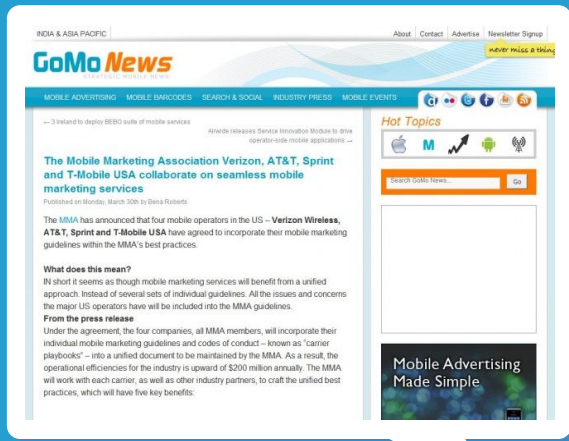 INDIA & ASIA PACIFIC
About Contact Advertise Newsletter Signup
never miss a thing
GoMo News
STRATEGIC MOBILE NEWS
MOBILE ADVERTISING MOBILE BARCODES SEARCH & SOCIAL INDUSTRY PRESS MOBILE EVENTS
← 3 Ireland to deploy BEBO suite of mobile services
Airwide releases Service Innovation Module to drive
operator-side mobile applications →
The Mobile Marketing Association Verizon, AT&T, Sprint
and T-Mobile USA collaborate on seamless mobile
marketing services
Published on Monday, March 30th by Bena Roberts
The MMA has announced that four mobile operators in the US – Verizon Wireless,
AT&T, Sprint and T-Mobile USA have agreed to incorporate their mobile marketing
guidelines within the MMA's best practices.
What does this mean?
IN short it seems as though mobile marketing services will benefit from a unified
approach. Instead of several sets of individual guidelines. All the issues and concerns
the major US operators have will be included into the MMA guidelines.
From the press release
Under the agreement, the four companies, all MMA members, will incorporate their
individual mobile marketing guidelines and codes of conduct – known as "carrier
playbooks" – into a unified document to be maintained by the MMA. As a result, the
operational efficiencies for the industry is upward of $200 million annually. The MMA
will work with each carrier, as well as other industry partners, to craft the unified best
practices, which will have five key benefits:
Hot Topics
M
Search GoMo News...
Go
Mobile Advertising
Made Simple